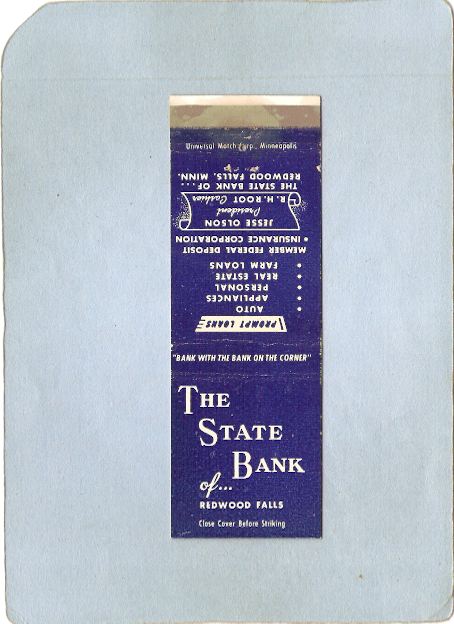 Universal Match Corp., Minneapolis
THE STATE BANK OF...
REDWOOD FALLS, MINN.
JESSE OLSON
President
R. H. ROOT Cashier
MEMBER FEDERAL DEPOSIT
• INSURANCE CORPORATION
PROMPT LOANS
• AUTO
• APPLIANCES
• PERSONAL
• REAL ESTATE
• FARM LOANS
"BANK WITH THE BANK ON THE CORNER"
THE
STATE
BANK
of...
REDWOOD FALLS
Close Cover Before Striking